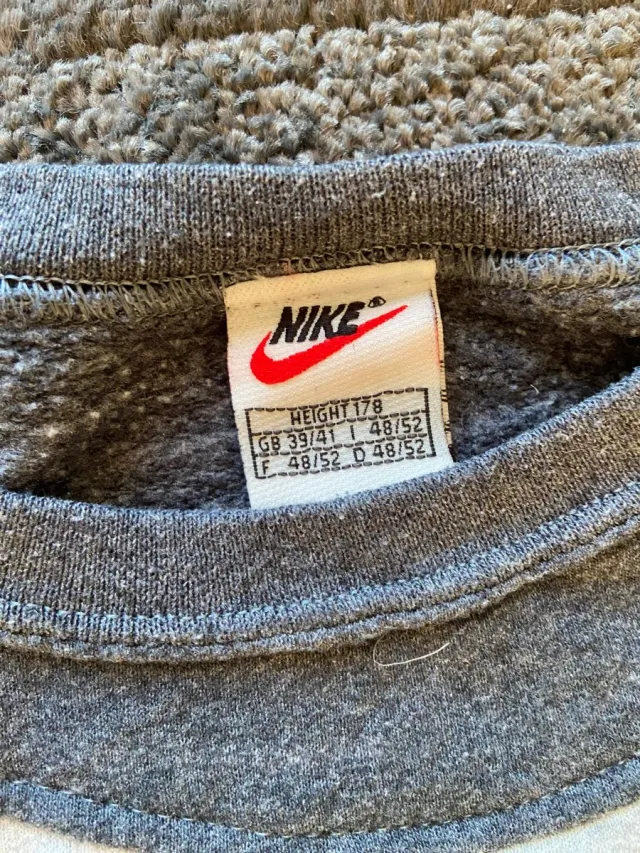 NIKE
HEIGHT 178
GB 39/41 I 48/52
F 48/52 D 48/52